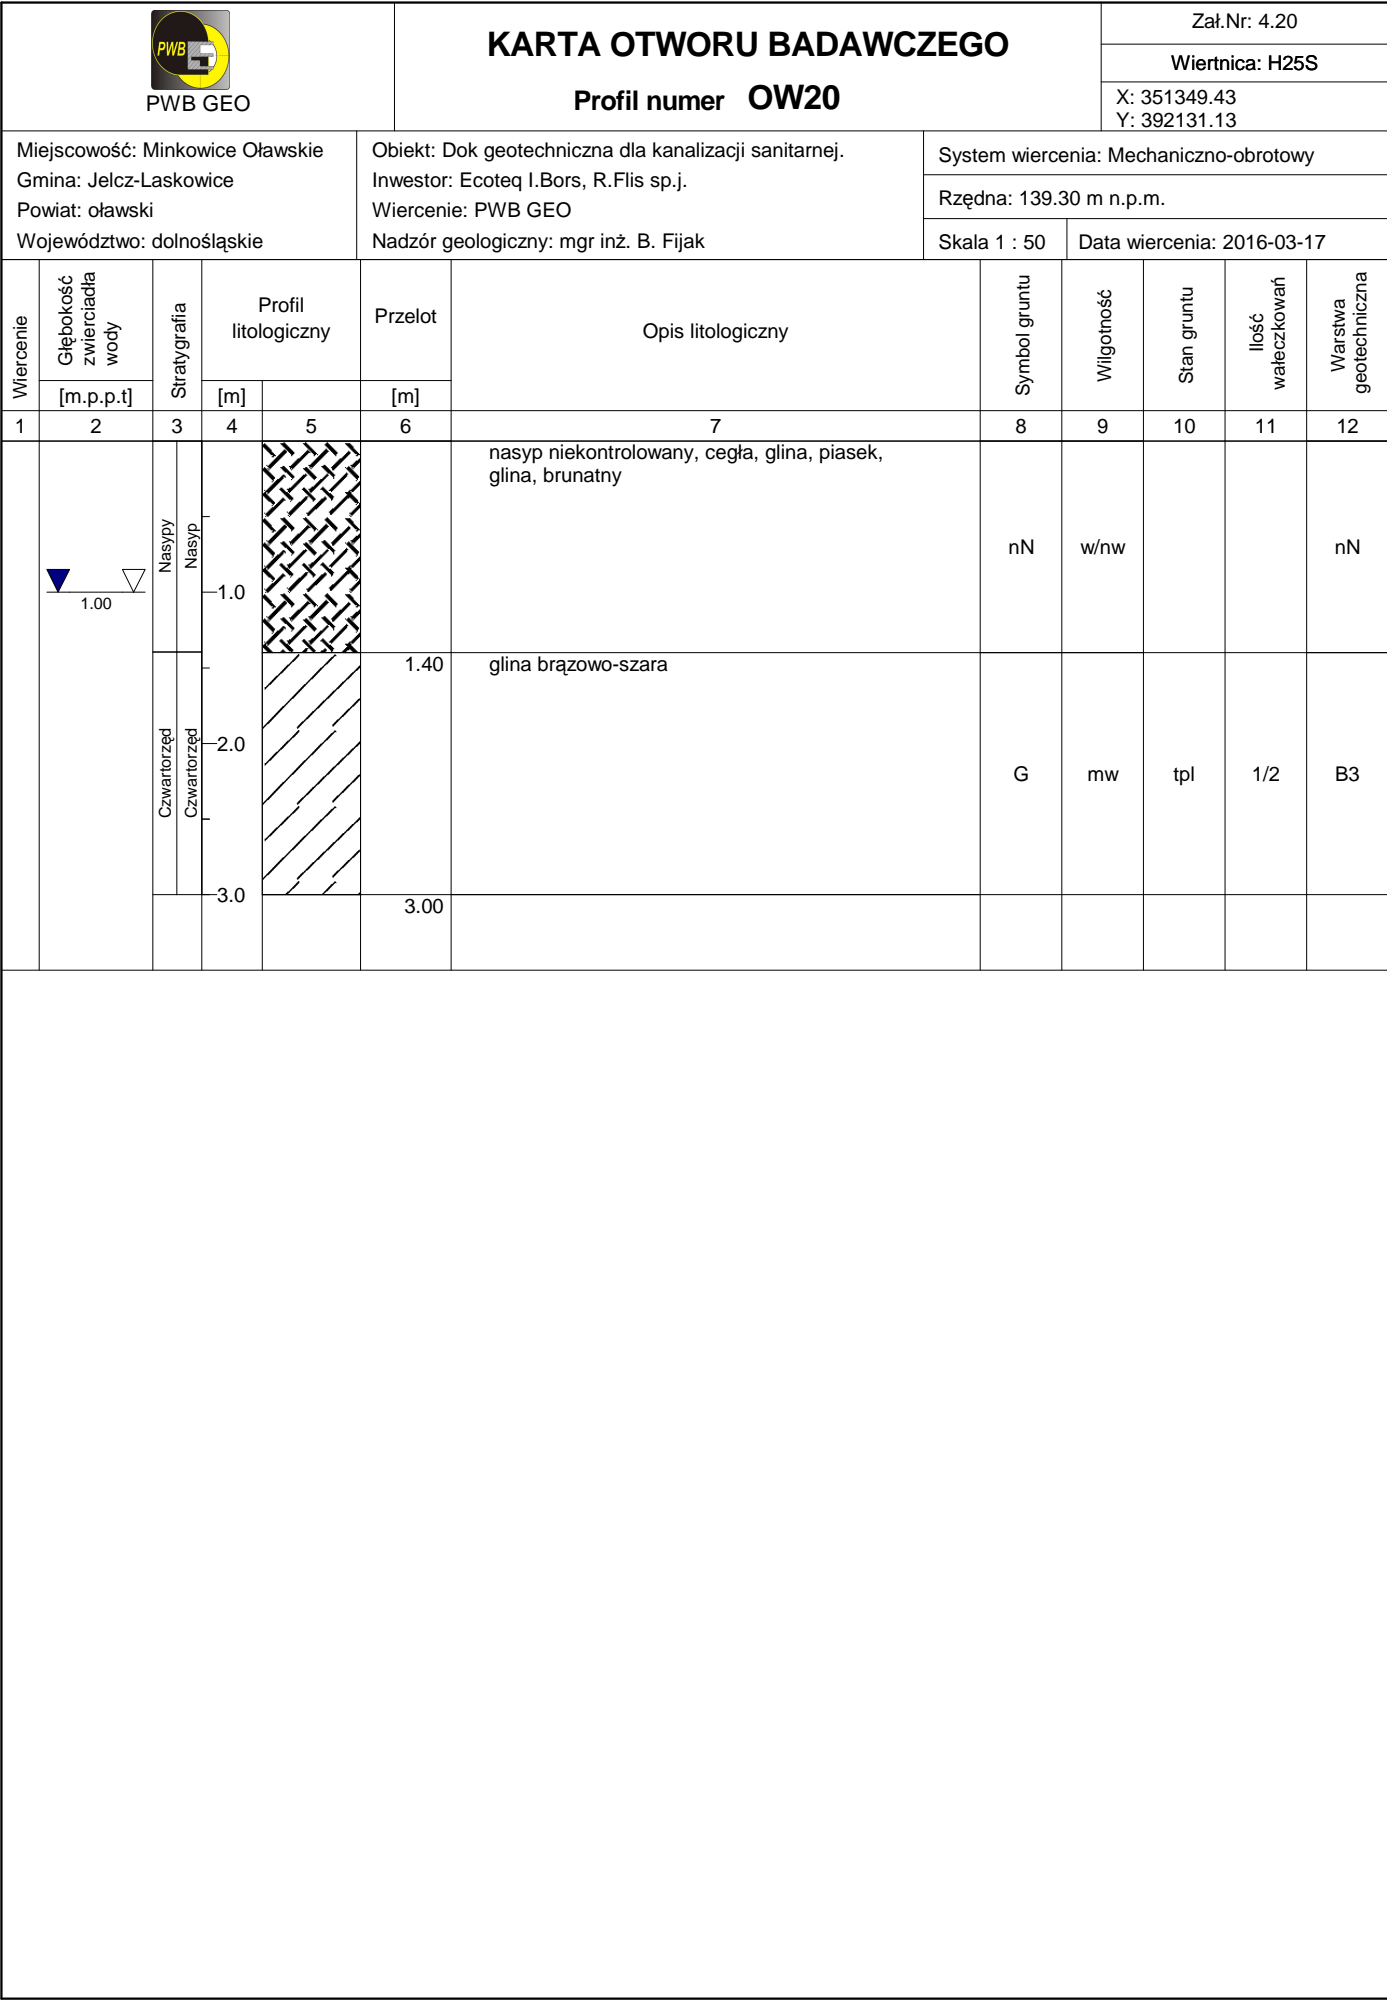 PWB
PWB GEO
KARTA OTWORU BADAWCZEGO
Profil numer OW20
Zał.Nr: 4.20
Wiertnica: H25S
X: 351349.43
Y: 392131.13
Miejscowość: Minkowice Oławskie
Gmina: Jelcz-Laskowice
Powiat: oławski
Województwo: dolnośląskie
Obiekt: Dok geotechniczna dla kanalizacji sanitarnej.
Inwestor: Ecoteq I.Bors, R.Flis sp.j.
Wiercenie: PWB GEO
Nadzór geologiczny: mgr inż. B. Fijak
System wiercenia: Mechaniczno-obrotowy
Rzędna: 139.30 m n.p.m.
Skala 1 : 50
Data wiercenia: 2016-03-17
Wiercenie
Głębokość
zwierciadła
wody
[m.p.p.t]
Stratygrafia
Profil
litologiczny
[m]
Przelot
[m]
Opis litologiczny
Symbol gruntu
Wilgotność
Stan gruntu
Ilość
wałeczkowań
Warstwa
geotechniczna
1 2 3 4 5 6 7 8 9 10 11 12
nasyp niekontrolowany, cegła, glina, piasek,
glina, brunatny
Nasypy
Nasyp
nN w/nw nN
1.00
1.0
1.40
glina brązowo-szara
Czwartorzęd
Czwartorzęd
2.0
G mw tpl 1/2 B3
3.0
3.00